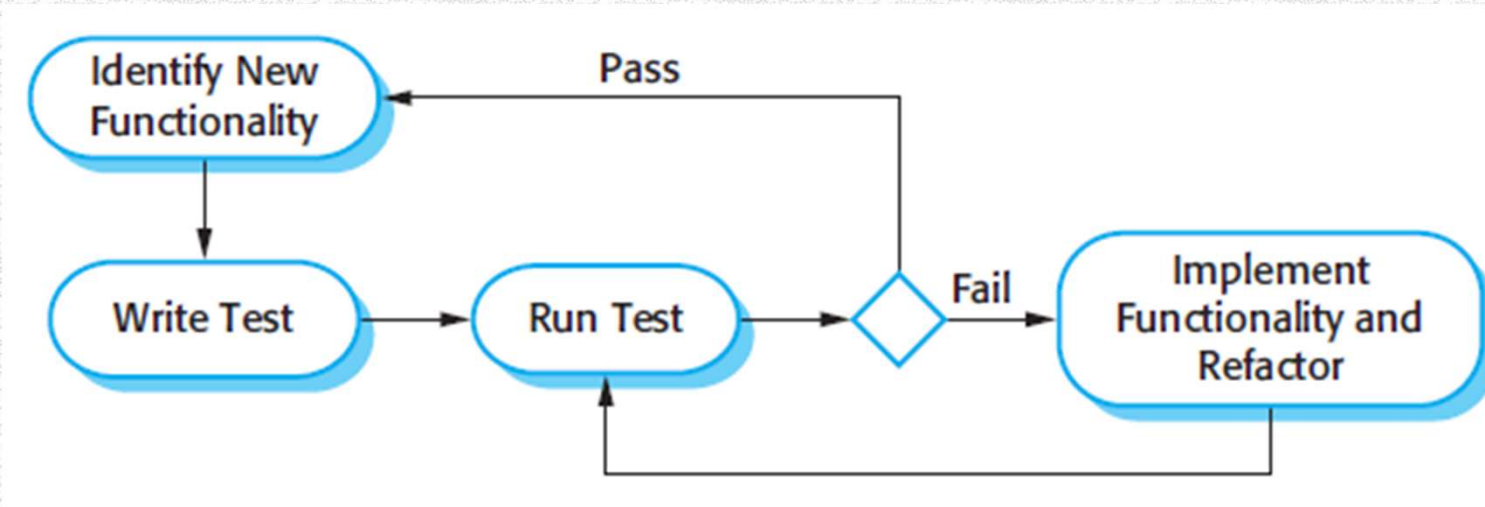 Identify New
Functionality
Pass
Write Test
Run Test
Fail
Implement
Functionality and
Refactor